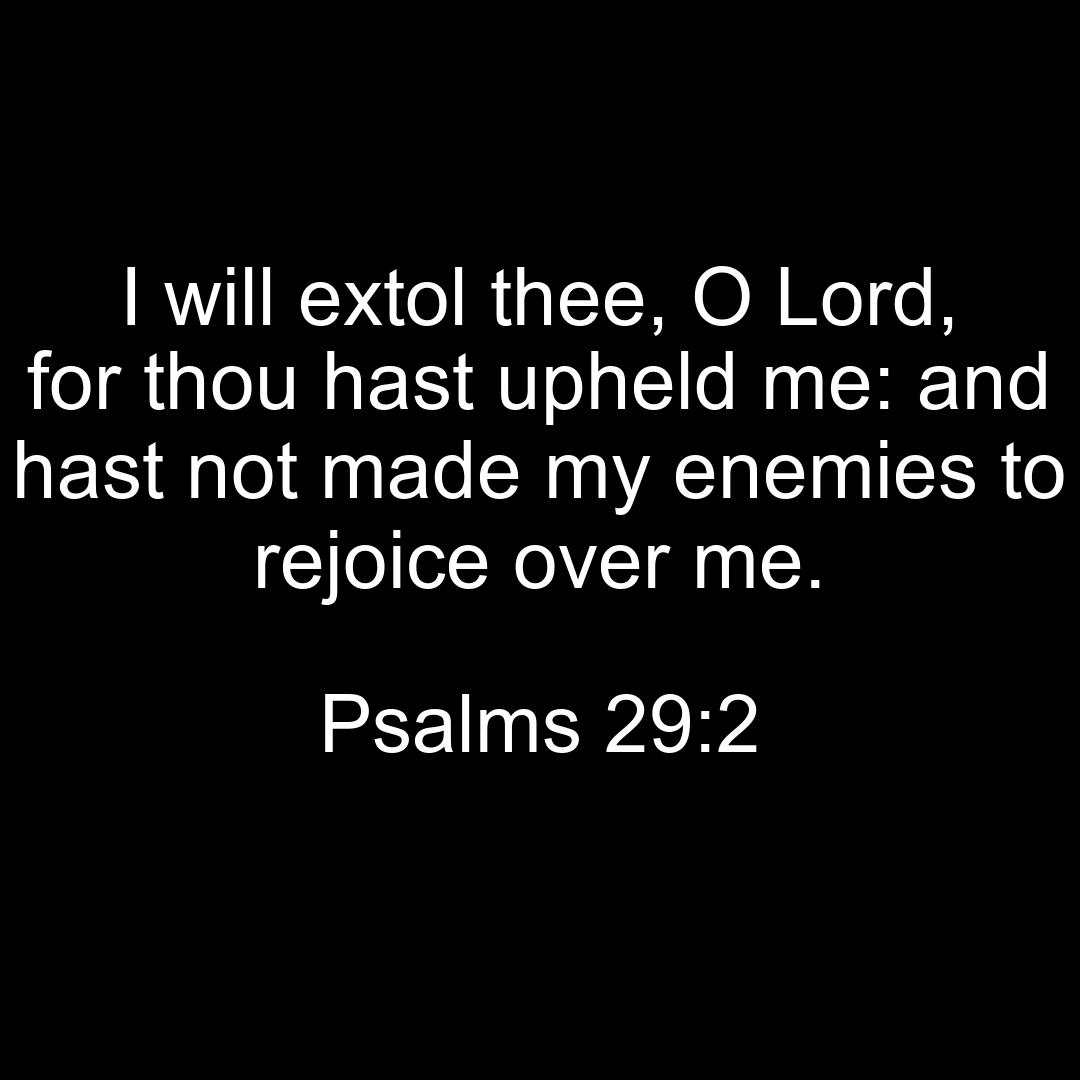 I will extol thee, O Lord,
for thou hast upheld me: and
hast not made my enemies to
rejoice over me.
Psalms 29:2